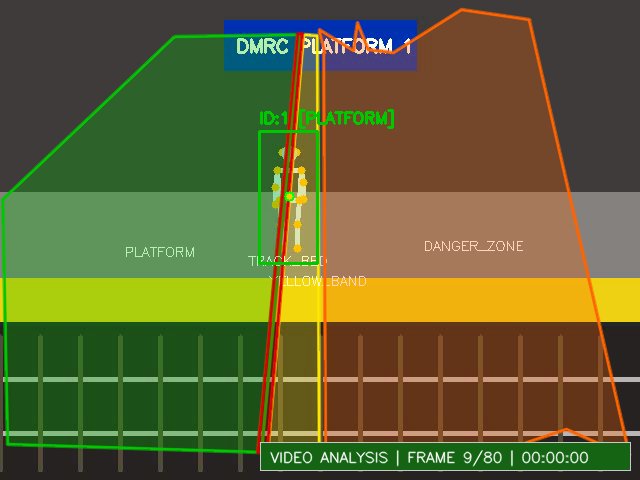 DMRC PLATFORM 1
ID:1 [PLATFORM]
PLATFORM
DANGER_ZONE
TRACK_BED
YELLOW_BAND
VIDEO ANALYSIS | FRAME 9/80 | 00:00:00